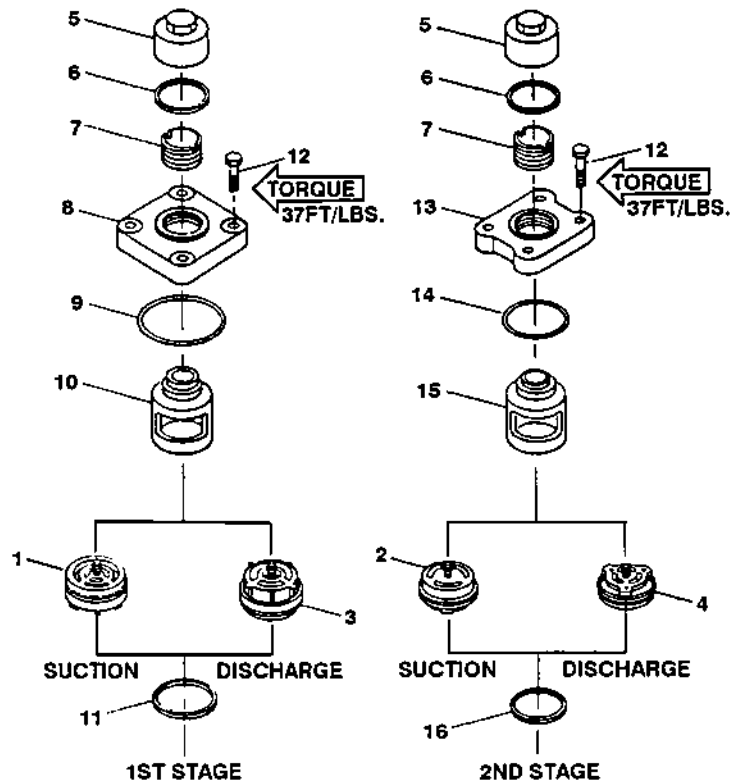 5
6
7
12
TORQUE
37FT/LBS.
8
9
10
1
3
SUCTION DISCHARGE
11
1ST STAGE
5
6
7
12
TORQUE
37FT/LBS.
13
14
15
2
4
SUCTION DISCHARGE
16
2ND STAGE